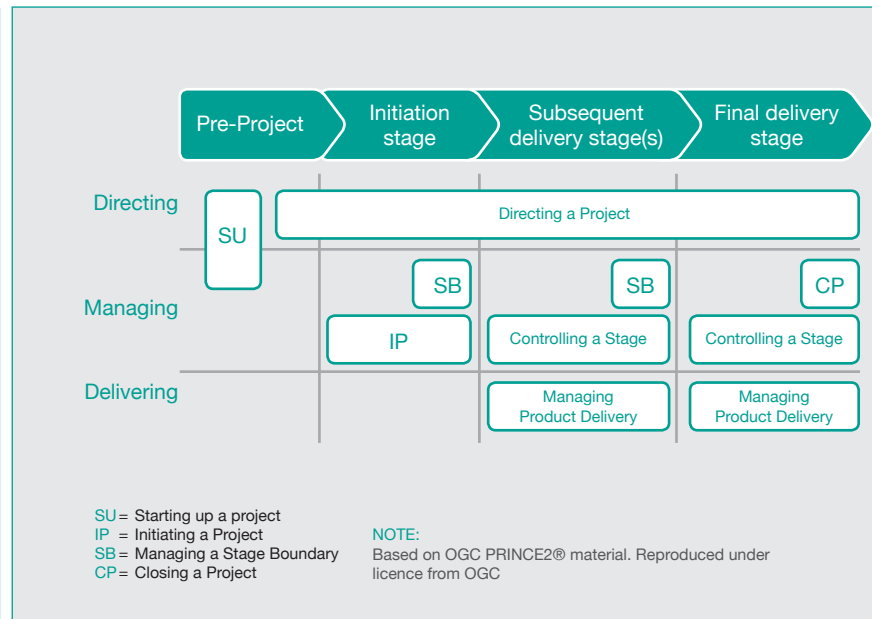 Pre-Project
Initiation
stage
Subsequent
delivery stage(s)
Final delivery
stage
Directing
SU
Directing a Project
Managing
SB
SB
CP
IP
Controlling a Stage
Controlling a Stage
Delivering
Managing
Product Delivery
Managing
Product Delivery
SU = Starting up a project
IP = Initiating a Project
SB = Managing a Stage Boundary
CP = Closing a Project
NOTE:
Based on OGC PRINCE2® material. Reproduced under
licence from OGC